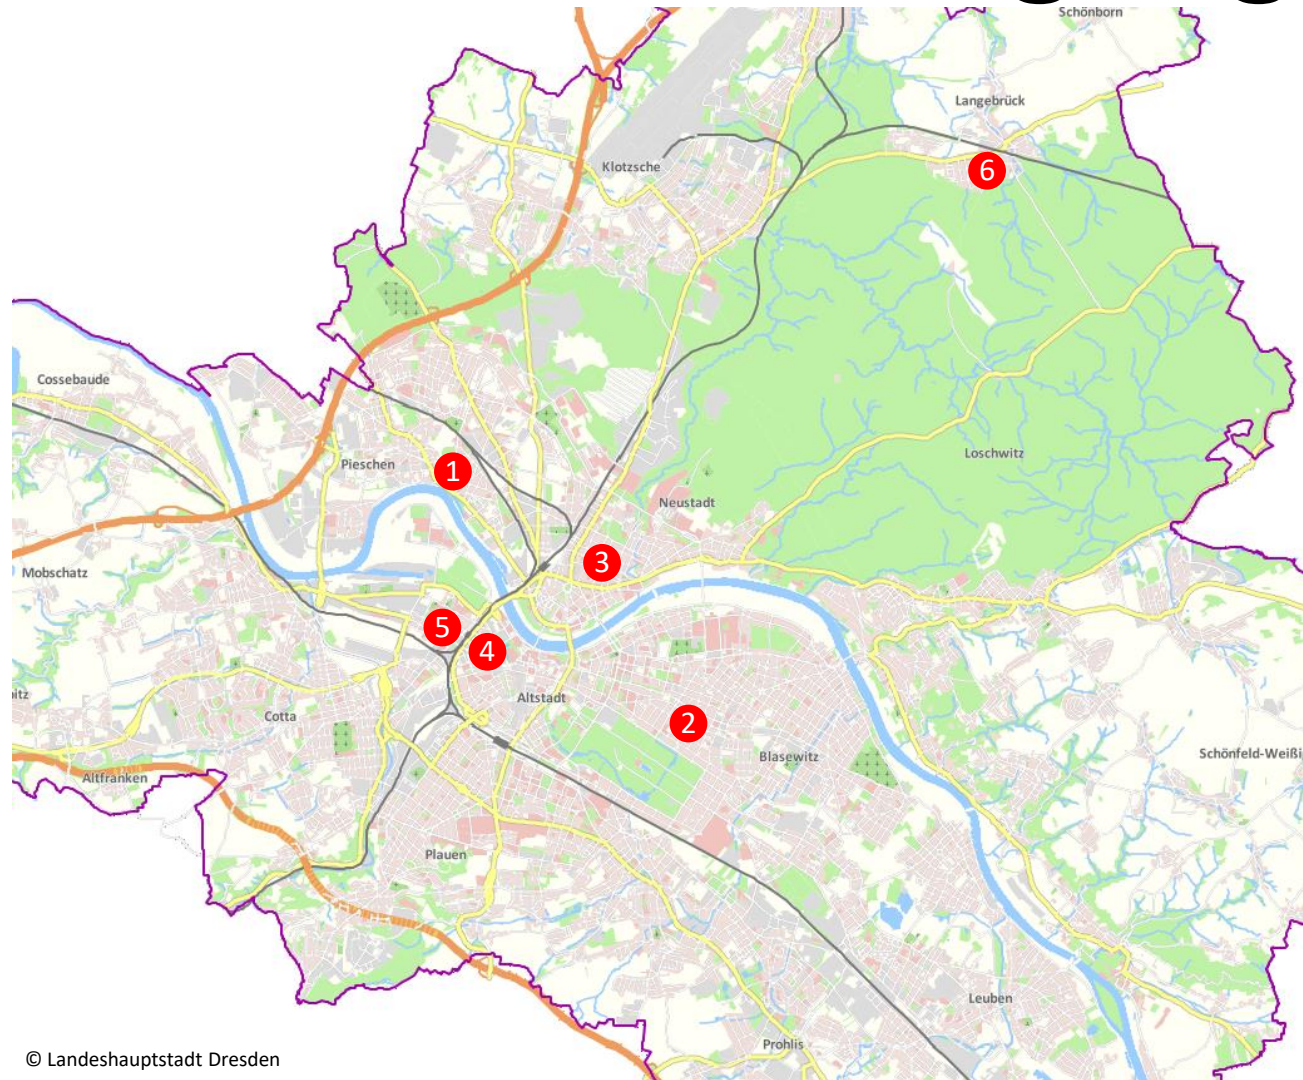 Schönborn
Langebrück
6
Klotzsche
Cossebaude
Pieschen
1
Loschwitz
Neustadt
3
Mobschatz
5
4
Altstadt
itz
Cotta
2
Blasewitz
Schönfeld-Weißi
Altfranken
Plauen
Leuben
Prohlis
© Landeshauptstadt Dresden